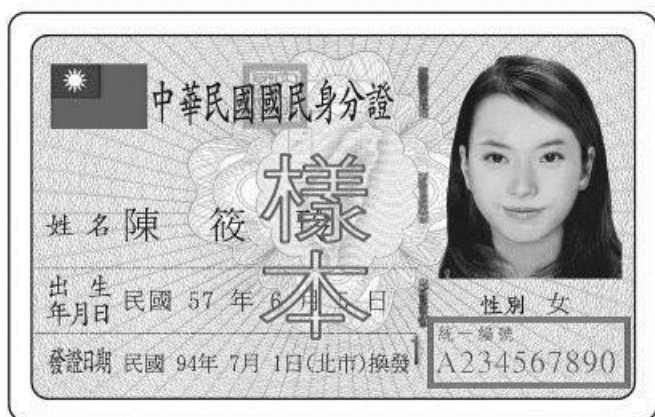 中華民國國民身分證
樣本
姓名 陳 筱
出生年月日 民國 57 年 6 月 5 日
性別 女
發證日期 民國 94年 7月 1日(北市)換發
統一編號
A234567890